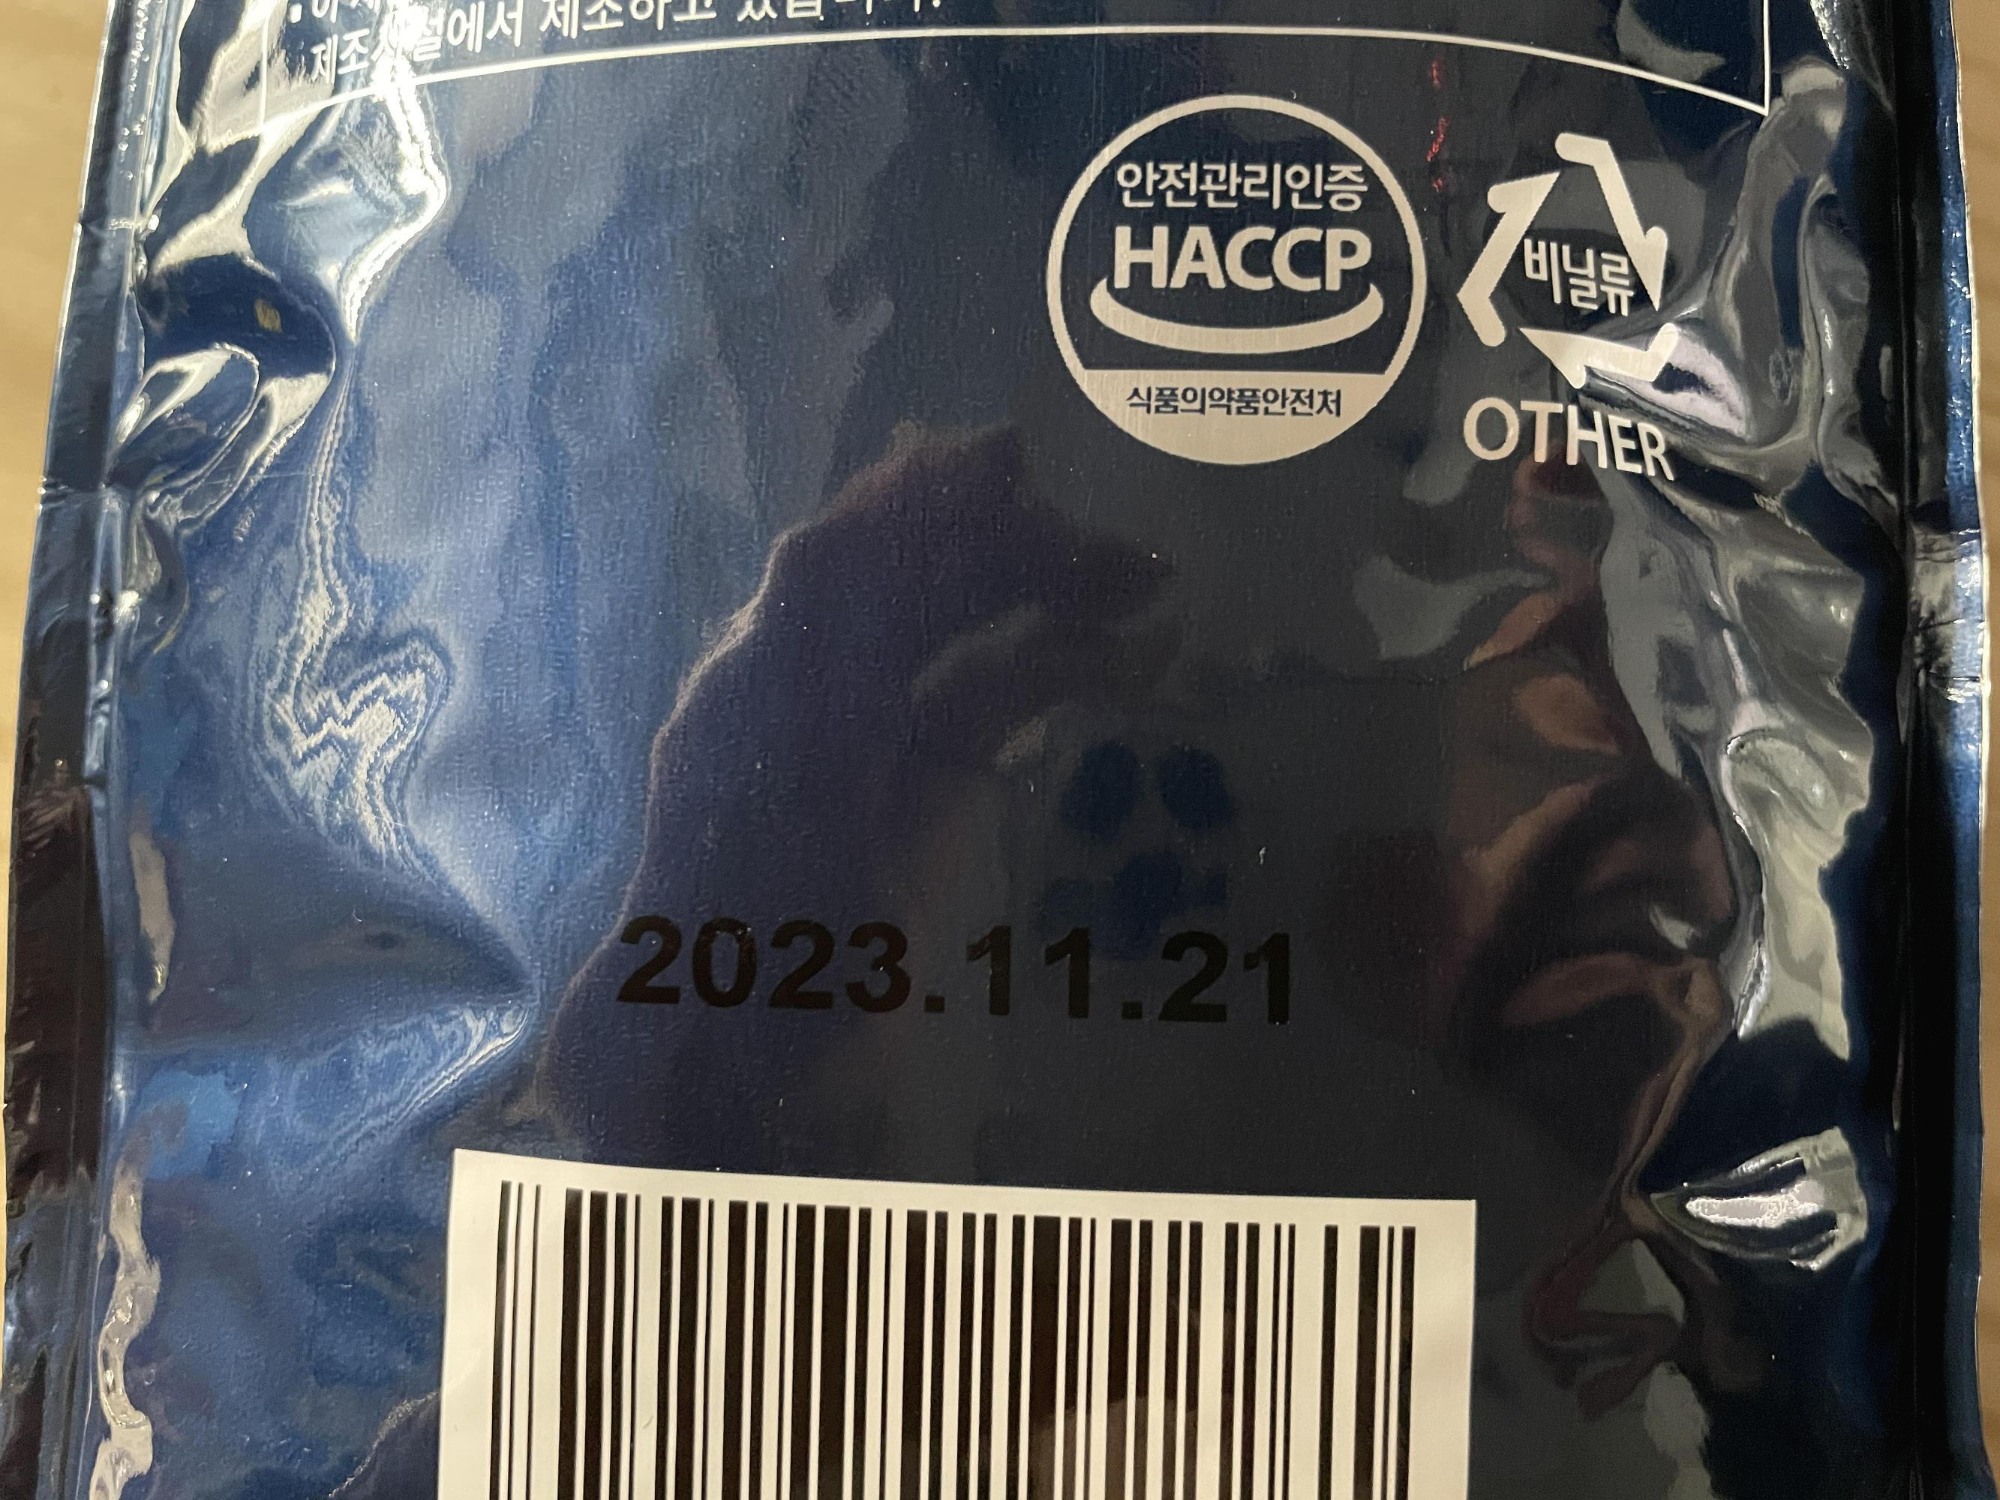 제조시설에서 제조하고 있습니다.
안전관리인증
HACCP
식품의약품안전처
비닐류
OTHER
2023.11.21